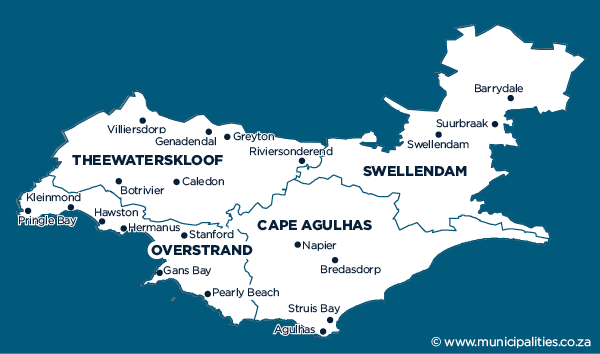 Barrydale
Suurbraak
Swellendam
Villiersdorp
Genadendal
Greyton
Riviersonderend
THEEWATERSKLOOF
SWELLENDAM
Botrivier
Caledon
Kleinmond
Pringle Bay
Hawston
Hermanus
Stanford
CAPE AGULHAS
OVERSTRAND
Napier
Gans Bay
Bredasdorp
Pearly Beach
Struis Bay
Agulhas
© www.municipalities.co.za